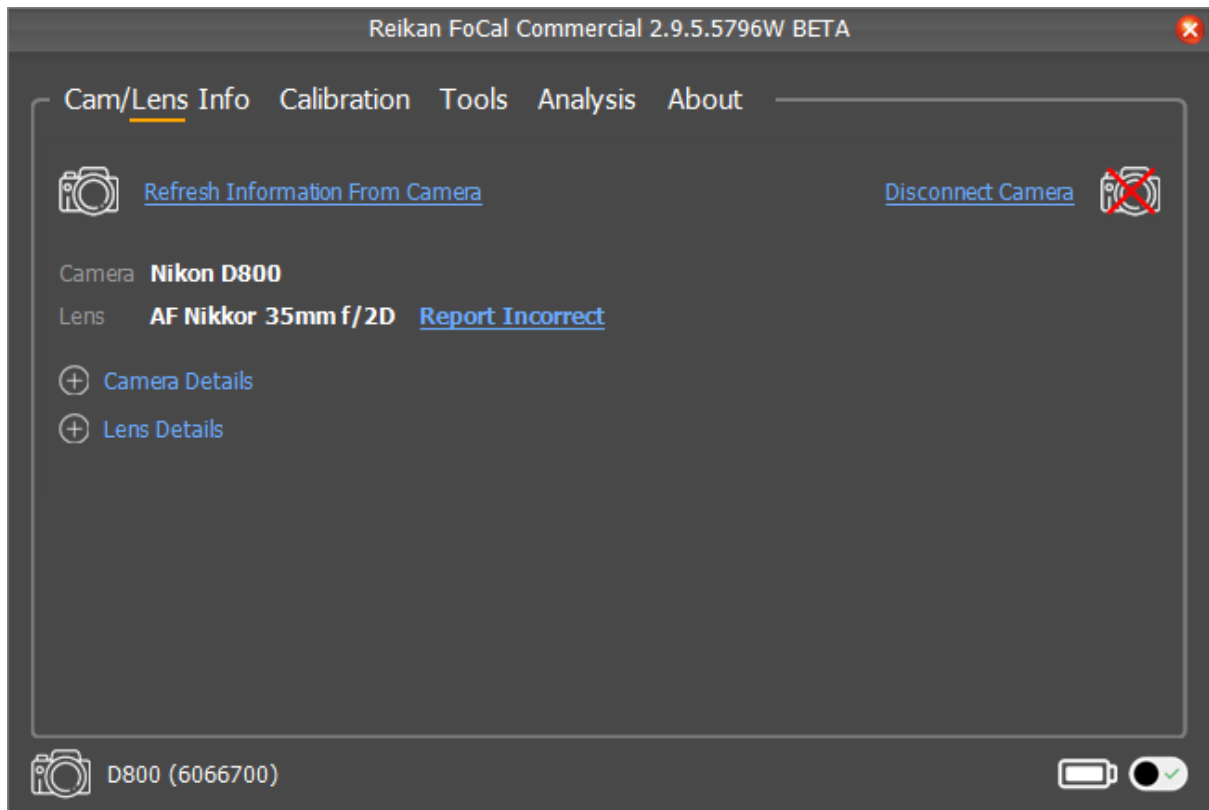 Reikan FoCal Commercial 2.9.5.5796W BETA
Cam/Lens Info Calibration Tools Analysis About
Refresh Information From Camera Disconnect Camera
Camera Nikon D800
Lens AF Nikkor 35mm f/2D Report Incorrect
Camera Details
Lens Details
D800 (6066700)